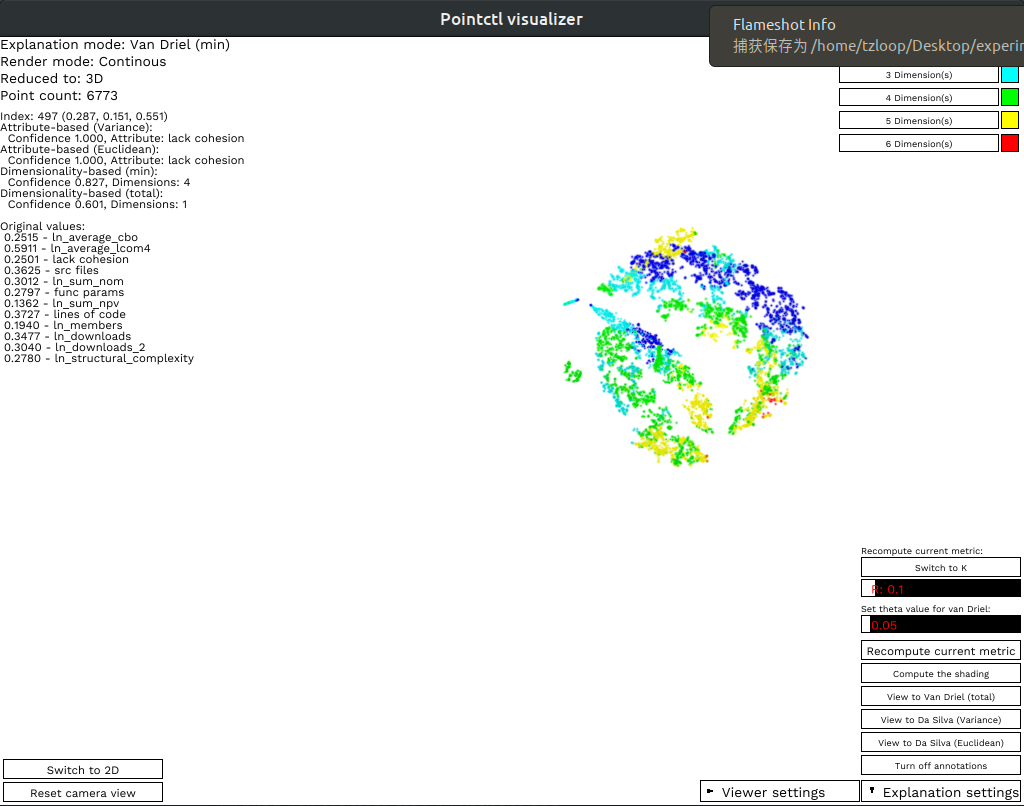 Pointctl visualizer
Flameshot Info
捕获保存为 /home/tzloop/Desktop/experin
Explanation mode: Van Driel (min)
Render mode: Continous
Reduced to: 3D
Point count: 6773
Index: 497 (0.287, 0.151, 0.551)
Attribute-based (Variance):
Confidence 1.000, Attribute: lack cohesion
Attribute-based (Euclidean):
Confidence 1.000, Attribute: lack cohesion
Dimensionality-based (min):
Confidence 0.827, Dimensions: 4
Dimensionality-based (total):
Confidence 0.601, Dimensions: 1
Original values:
0.2515 - ln_average_cbo
0.5911 - ln_average_lcom4
0.2501 - lack cohesion
0.3625 - src files
0.3012 - ln_sum_nom
0.2797 - func params
0.1362 - ln_sum_npv
0.3727 - lines of code
0.1940 - ln_members
0.3477 - ln_downloads
0.3040 - ln_downloads_2
0.2780 - ln_structural_complexity
3 Dimension(s)
4 Dimension(s)
5 Dimension(s)
6 Dimension(s)
Recompute current metric:
Switch to K
R: 0.1
Set theta value for van Driel:
0.05
Recompute current metric
Compute the shading
View to Van Driel (total)
View to Da Silva (Variance)
View to Da Silva (Euclidean)
Turn off annotations
Switch to 2D
Reset camera view
Viewer settings
Explanation settings